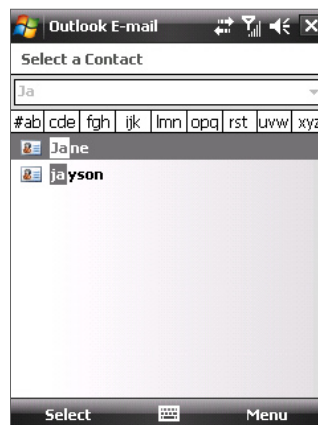 Outlook E-mail
Select a Contact
Ja
#ab cde fgh ijk lmn opq rst uvw xyz
Jane
jayson
Select Menu